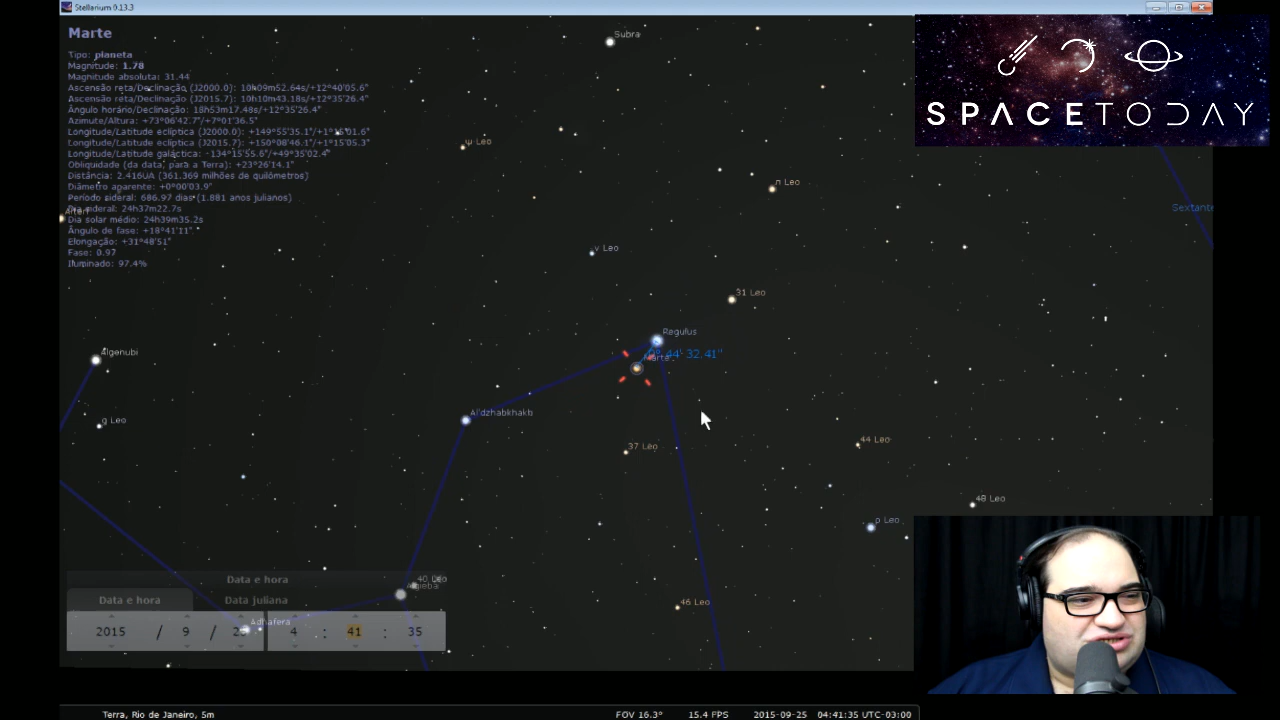 Stellarium 0.13.3
Marte
Tipo: planeta
Magnitude: 1.78
Magnitude absoluta: 31.44
Ascensão reta/Declinação (J2000.0): 10h09m52.64s/+12°40'05.6"
Ascensão reta/Declinação (J2015.7): 10h10m43.18s/+12°35'26.4"
Ângulo horário/Declinação: 18h53m17.48s/+12°35'26.4"
Azimute/Altura: +73°06'42.7"/+7°01'36.5"
Longitude/Latitude eclíptica (J2000.0): +149°55'35.1"/+1°15'01.6"
Longitude/Latitude eclíptica (J2015.7): +150°08'46.1"/+1°15'05.3"
Longitude/Latitude galáctica: -134°15'55.6"/+49°35'02.4"
Obliquidade (da data, para a Terra): +23°26'14.1"
Distância: 2.416UA (361.369 milhões de quilómetros)
Diâmetro aparente: +0°00'03.9"
Período sideral: 686.97 dias (1.881 anos julianos)
Dia sideral: 24h37m22.7s
Dia solar médio: 24h39m35.2s
Ângulo de fase: +18°41'11"
Elongação: +31°48'51"
Fase: 0.97
Iluminado: 97.4%
SPACETODAY
Subra
ψ Leo
η Leo
Alterf
Sextante
ν Leo
31 Leo
Regulus
0° 44' 32.41"
Marte
Algenubi
Al'dzhabkhakh
g Leo
37 Leo
44 Leo
48 Leo
ρ Leo
40 Leo
Algieba
46 Leo
Adhafera
Data e hora
Data e hora
Data juliana
2015 / 9 / 25 4 : 41 : 35
Terra, Rio de Janeiro, 5m
FOV 16.3°
15.4 FPS
2015-09-25 04:41:35 UTC-03:00